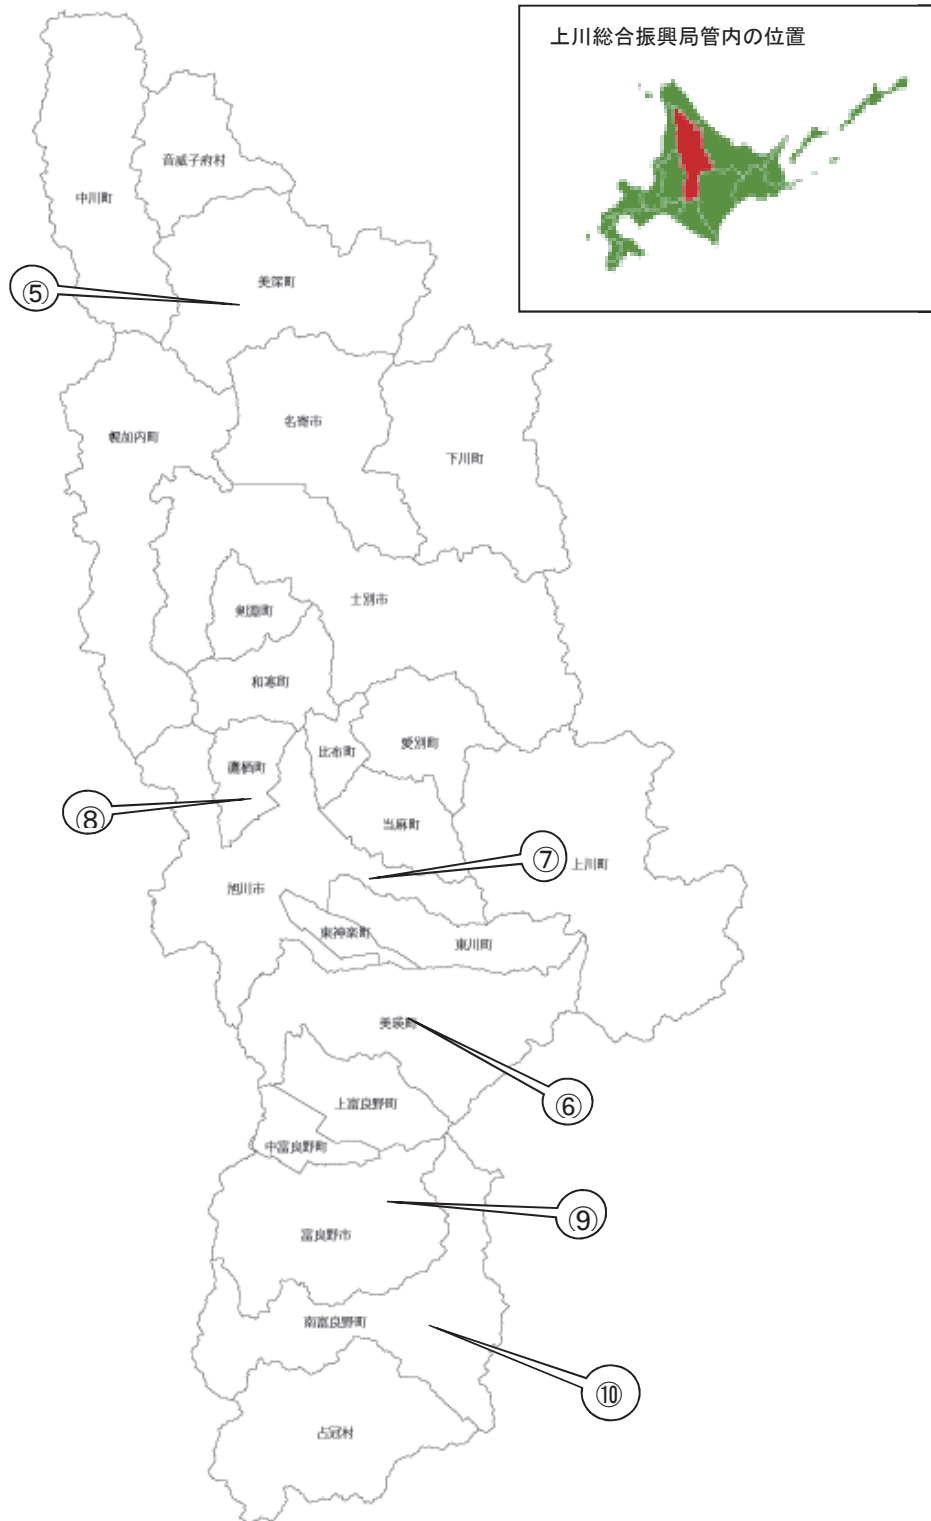 上川総合振興局管内の位置
音威子府村
中川町
美深町
⑤
名寄市
幌加内町
下川町
士別市
剣淵町
和寒町
愛別町
比布町
鷹栖町
⑧
当麻町
⑦
上川町
旭川市
東神楽町
東川町
美瑛町
⑥
上富良野町
中富良野町
⑨
富良野市
南富良野町
⑩
占冠村